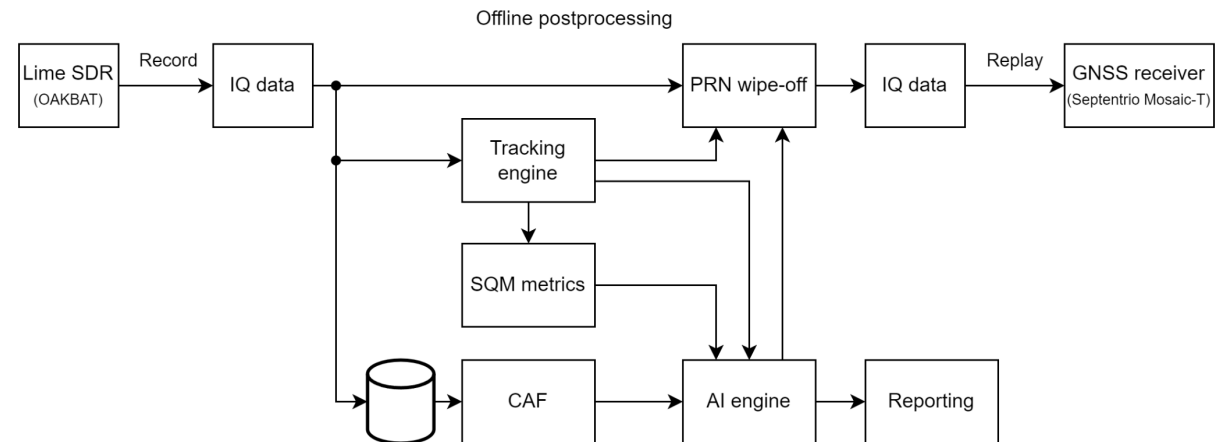 Offline postprocessing
Lime SDR
(OAKBAT)
Record
IQ data
PRN wipe-off
IQ data
Replay
GNSS receiver
(Septentrio Mosaic-T)
Tracking
engine
SQM metrics
CAF
AI engine
Reporting